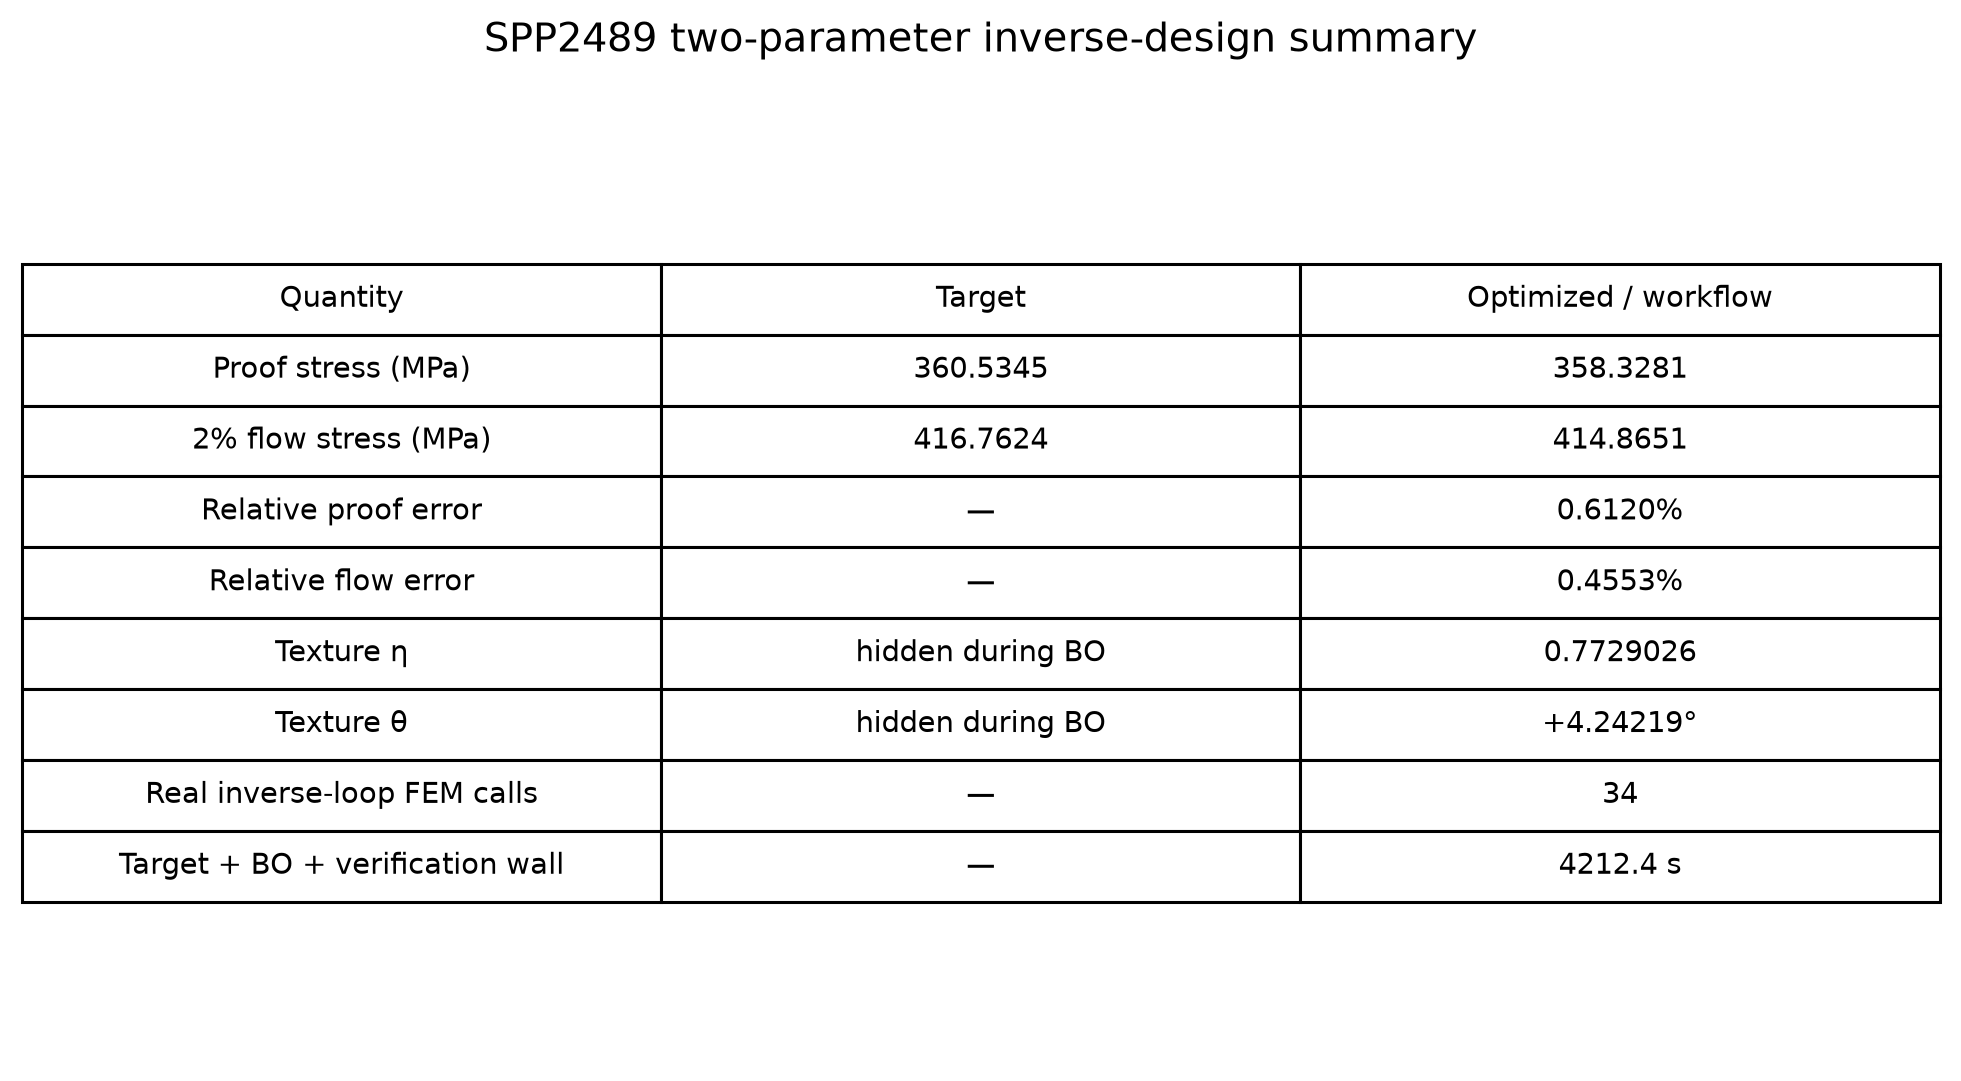 SPP2489 two-parameter inverse-design summary
Quantity Target Optimized / workflow
Proof stress (MPa) 360.5345 358.3281
2% flow stress (MPa) 416.7624 414.8651
Relative proof error — 0.6120%
Relative flow error — 0.4553%
Texture η hidden during BO 0.7729026
Texture θ hidden during BO +4.24219°
Real inverse-loop FEM calls — 34
Target + BO + verification wall — 4212.4 s